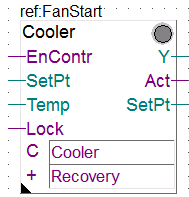 ref:FanStart
Cooler
EnContr Y
SetPt Act
Temp SetPt
Lock
C Cooler
+ Recovery